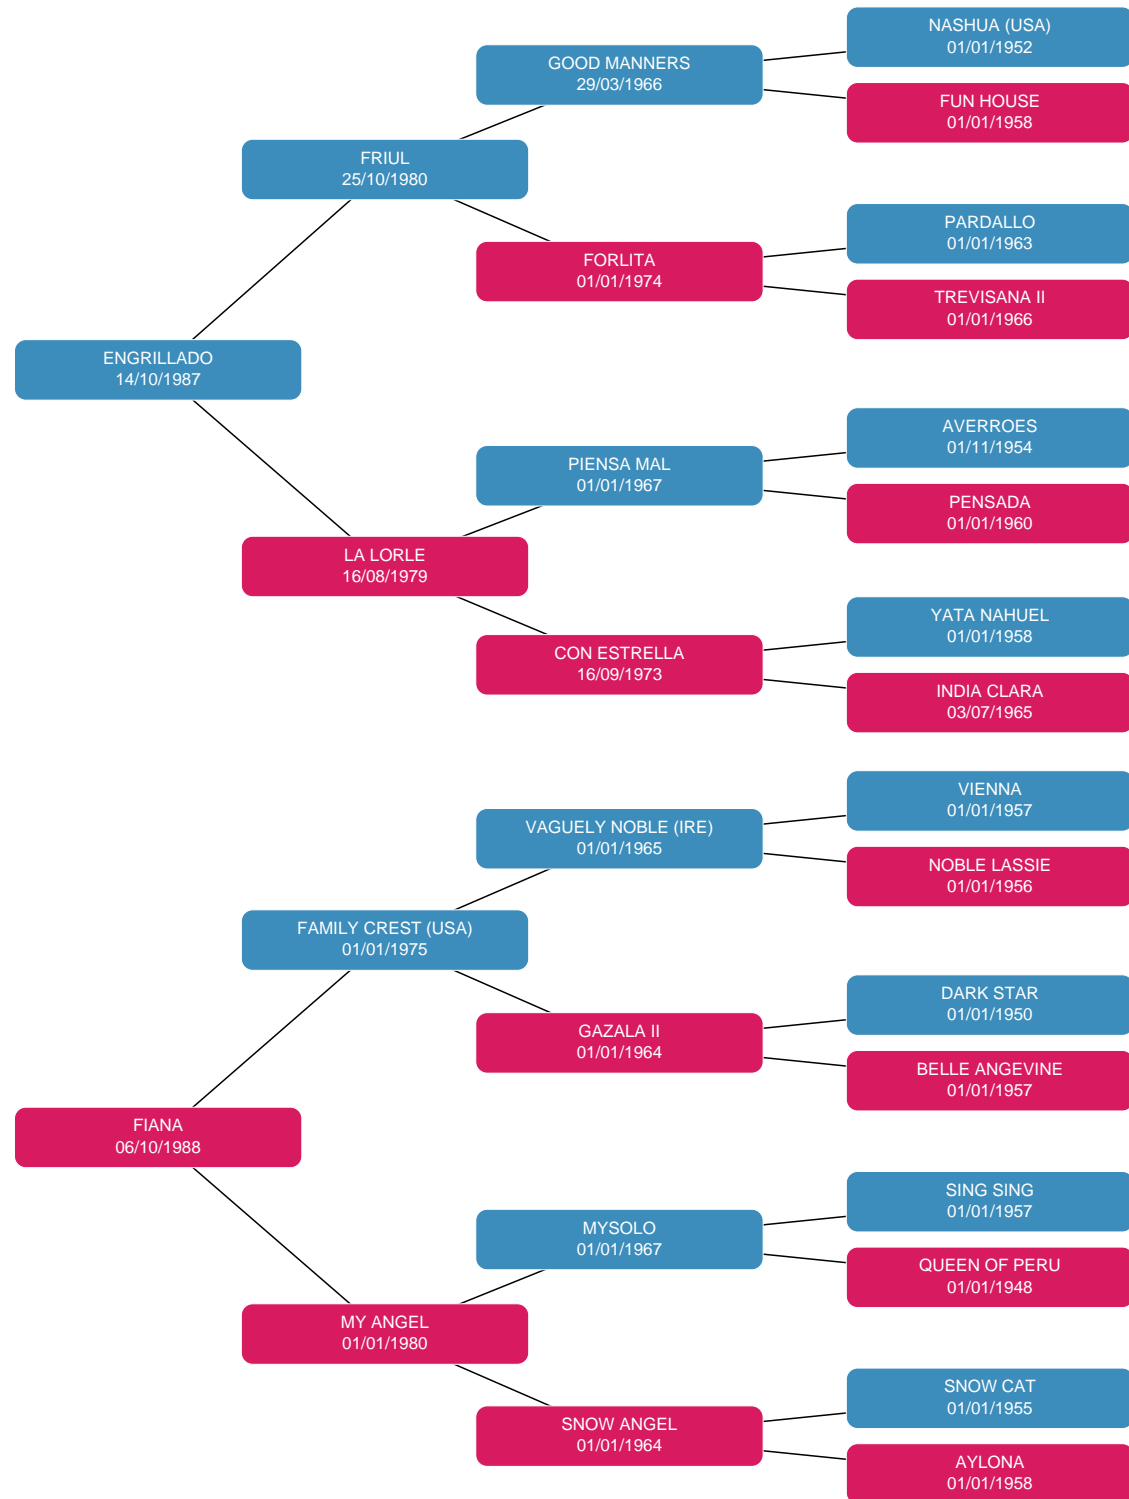 NASHUA (USA)
01/01/1952
GOOD MANNERS
29/03/1966
FUN HOUSE
01/01/1958
FRIUL
25/10/1980
PARDALLO
01/01/1963
FORLITA
01/01/1974
TREVISANA II
01/01/1966
ENGRILLADO
14/10/1987
AVERROES
01/11/1954
PIENSA MAL
01/01/1967
PENSADA
01/01/1960
LA LORLE
16/08/1979
YATA NAHUEL
01/01/1958
CON ESTRELLA
16/09/1973
INDIA CLARA
03/07/1965
VIENNA
01/01/1957
VAGUELY NOBLE (IRE)
01/01/1965
NOBLE LASSIE
01/01/1956
FAMILY CREST (USA)
01/01/1975
DARK STAR
01/01/1950
GAZALA II
01/01/1964
BELLE ANGEVINE
01/01/1957
FIANA
06/10/1988
SING SING
01/01/1957
MYSOLO
01/01/1967
QUEEN OF PERU
01/01/1948
MY ANGEL
01/01/1980
SNOW CAT
01/01/1955
SNOW ANGEL
01/01/1964
AYLONA
01/01/1958